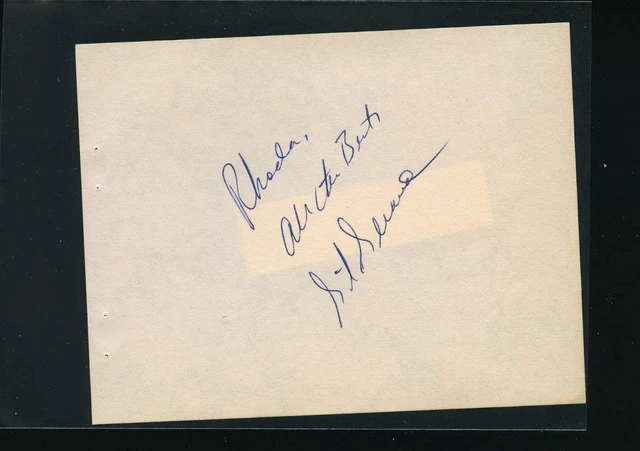 Rhoda,
All the Best,